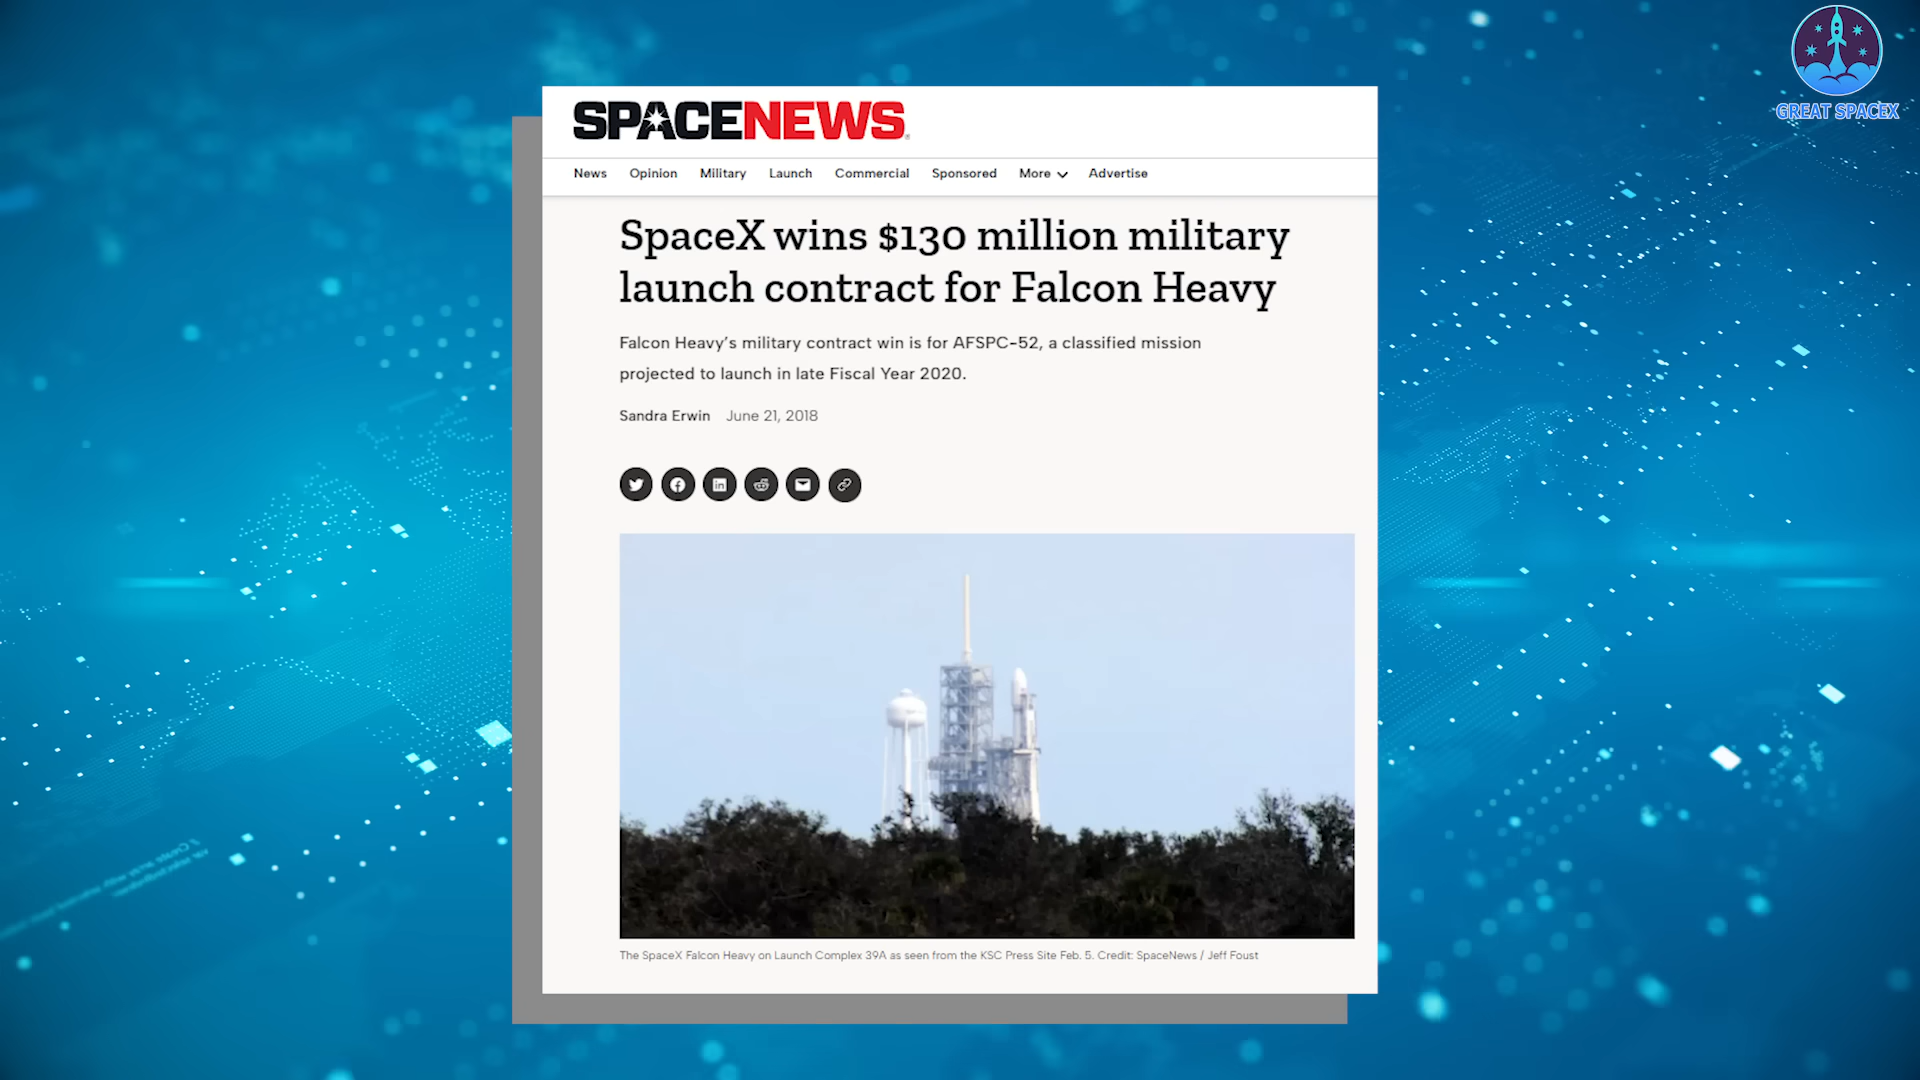 GREAT SPACEX
SPACENEWS
News Opinion Military Launch Commercial Sponsored More Advertise
SpaceX wins $130 million military
launch contract for Falcon Heavy
Falcon Heavy's military contract win is for AFSPC-52, a classified mission
projected to launch in late Fiscal Year 2020.
Sandra Erwin June 21, 2018
The SpaceX Falcon Heavy on Launch Complex 39A as seen from the KSC Press Site Feb. 5. Credit: SpaceNews / Jeff Foust